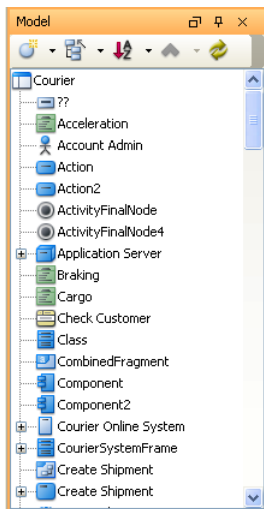 Model
Courier
??
Acceleration
Account Admin
Action
Action2
ActivityFinalNode
ActivityFinalNode4
Application Server
Braking
Cargo
Check Customer
Class
CombinedFragment
Component
Component2
Courier Online System
CourierSystemFrame
Create Shipment
Create Shipment